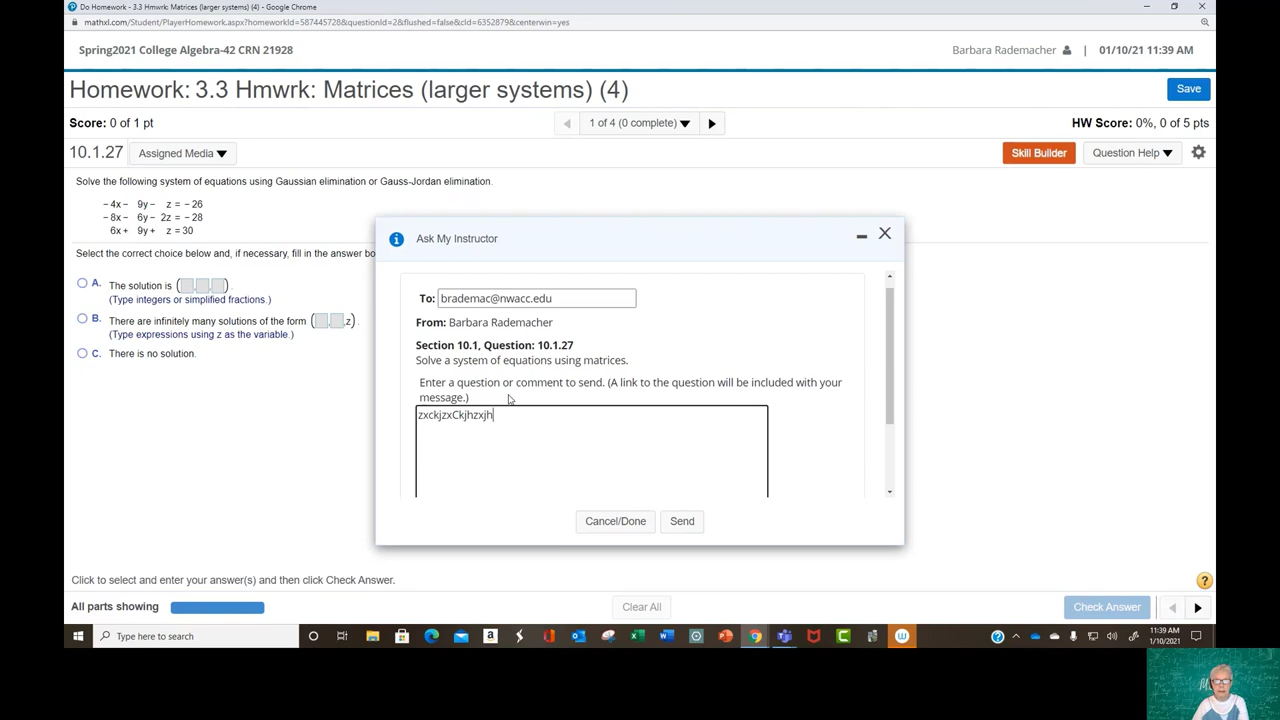 Do Homework - 3.3 Hmwrk: Matrices (larger systems) (4) - Google Chrome
mathxl.com/Student/PlayerHomework.aspx?homeworkId=587445728&questionId=2&flushed=false&cld=6352879&centerwin=yes
Spring2021 College Algebra-42 CRN 21928
Barbara Rademacher | 01/10/21 11:39 AM
Homework: 3.3 Hmwrk: Matrices (larger systems) (4)
Save
Score: 0 of 1 pt
1 of 4 (0 complete)
HW Score: 0%, 0 of 5 pts
10.1.27
Assigned Media
Skill Builder
Question Help
Solve the following system of equations using Gaussian elimination or Gauss-Jordan elimination.
− 4x − 9y − z = − 26
− 8x − 6y − 2z = − 28
6x + 9y + z = 30
Select the correct choice below and, if necessary, fill in the answer bo
A. The solution is ( , , ).
(Type integers or simplified fractions.)
B. There are infinitely many solutions of the form ( , ,z).
(Type expressions using z as the variable.)
C. There is no solution.
Ask My Instructor
To: brademac@nwacc.edu
From: Barbara Rademacher
Section 10.1, Question: 10.1.27
Solve a system of equations using matrices.
Enter a question or comment to send. (A link to the question will be included with your
message.)
zxckjzxCkjhzxjh
Cancel/Done
Send
Click to select and enter your answer(s) and then click Check Answer.
?
All parts showing
Clear All
Check Answer
Type here to search
11:39 AM
1/10/2021